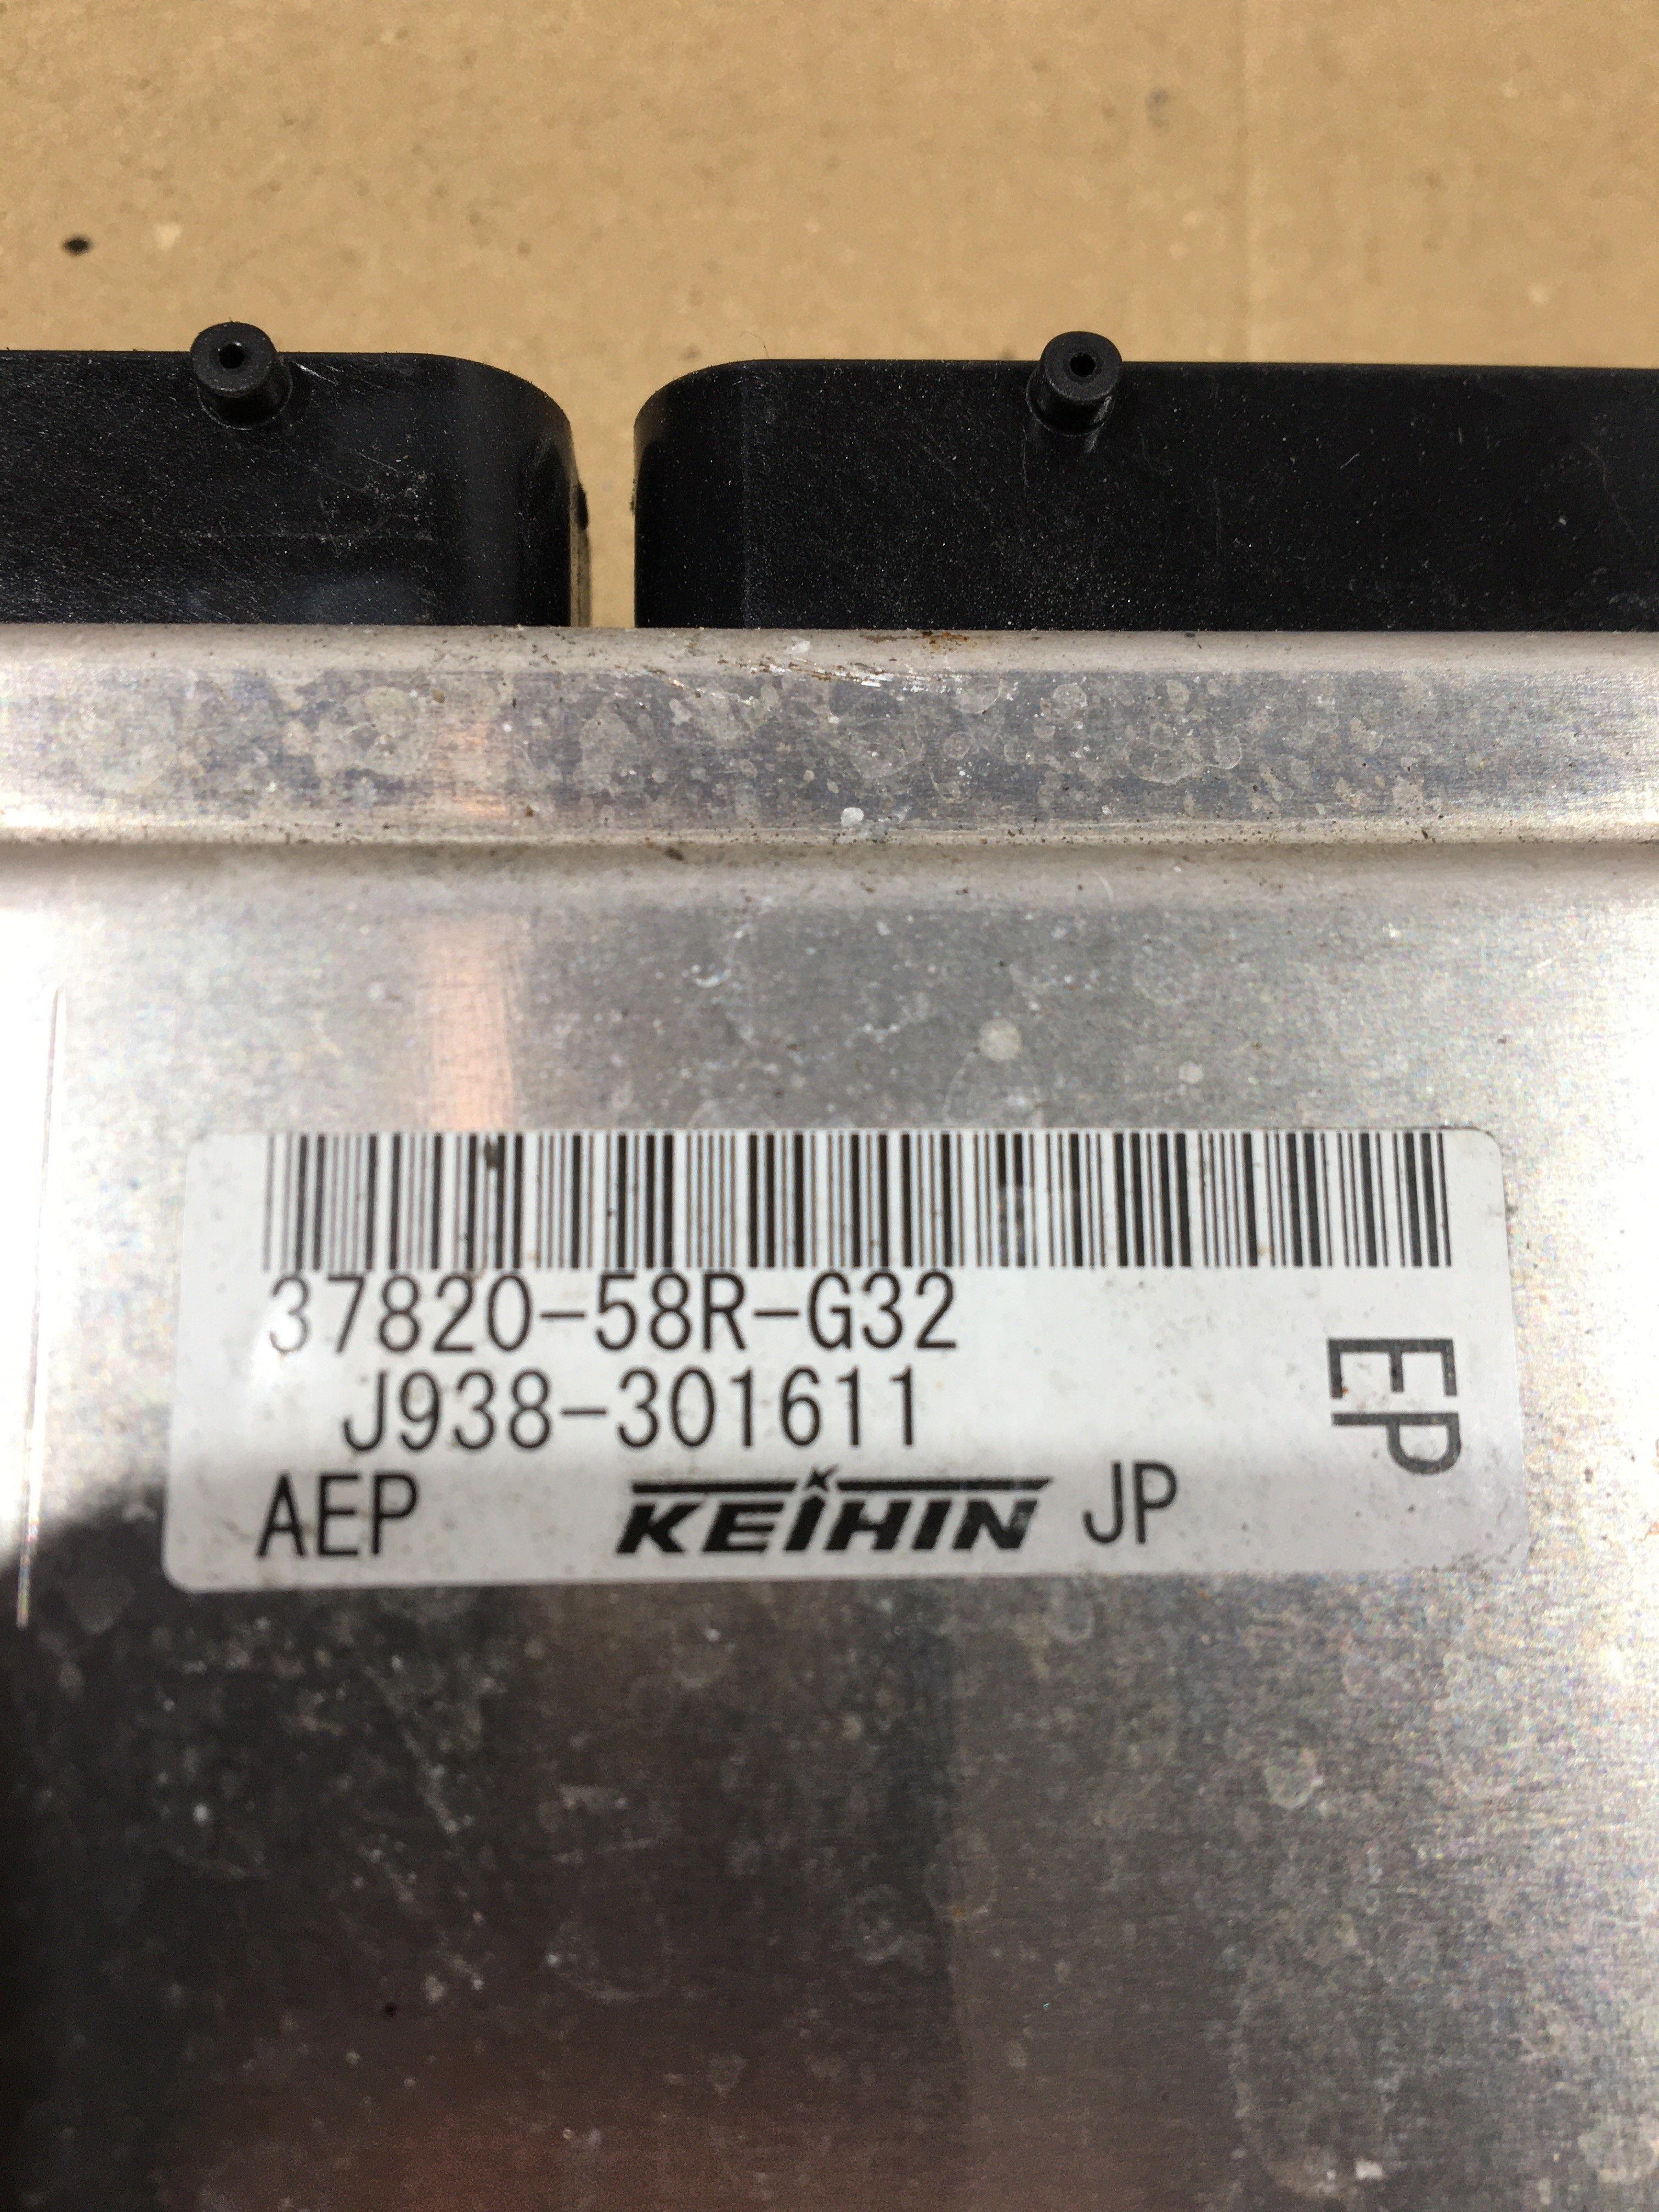 37820-58R-G32
J938-301611
AEP KEIHIN JP
EP